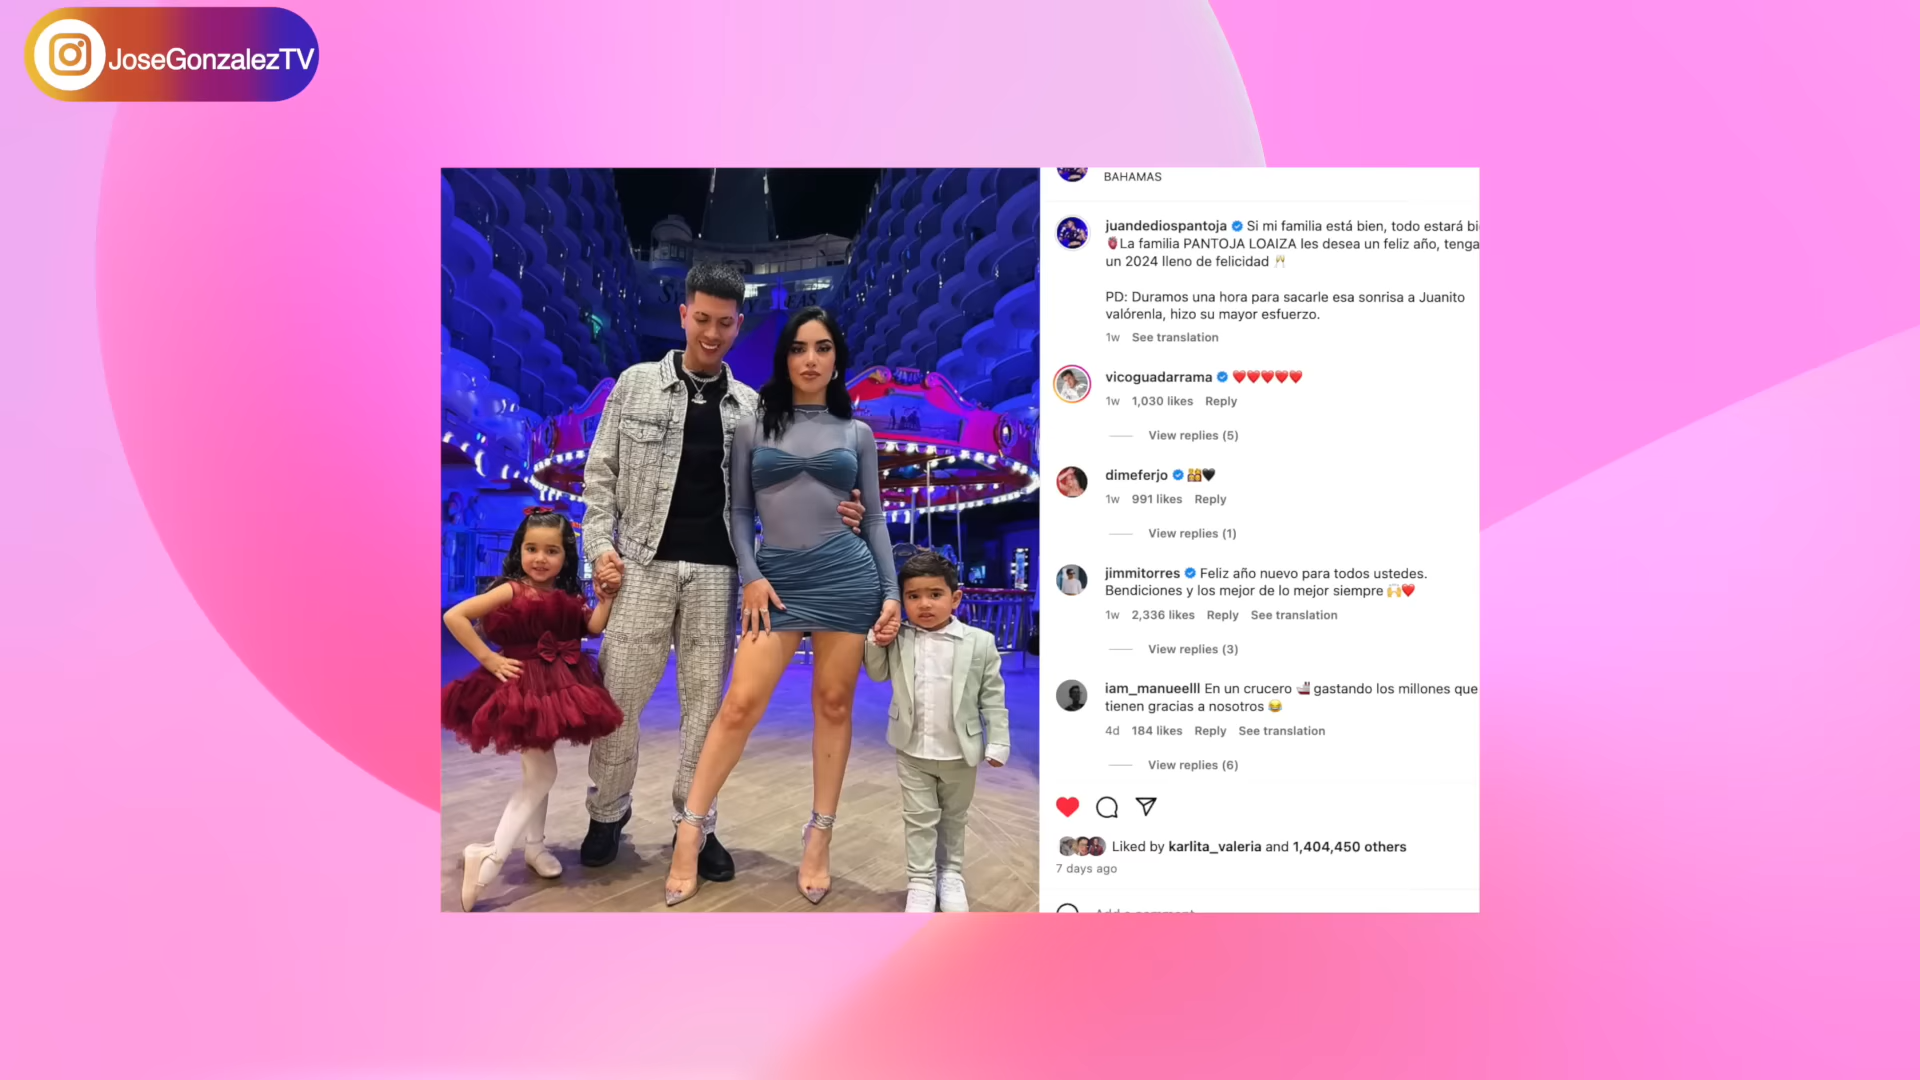 JoseGonzalezTV
BAHAMAS
juandediospantoja Si mi familia está bien, todo estará bi
🫀La familia PANTOJA LOAIZA les desea un feliz año, tenga
un 2024 lleno de felicidad 🥂
PD: Duramos una hora para sacarle esa sonrisa a Juanito
valórenla, hizo su mayor esfuerzo.
1w See translation
vicoguadarrama ❤️❤️❤️❤️❤️
1w 1,030 likes Reply
View replies (5)
dimeferjo 👨‍👩‍👧‍👦🖤
1w 991 likes Reply
View replies (1)
jimmitorres Feliz año nuevo para todos ustedes.
Bendiciones y los mejor de lo mejor siempre 🙌❤️
1w 2,336 likes Reply See translation
View replies (3)
iam_manueelll En un crucero 🚢 gastando los millones que
tienen gracias a nosotros 😂
4d 184 likes Reply See translation
View replies (6)
Liked by karlita_valeria and 1,404,450 others
7 days ago